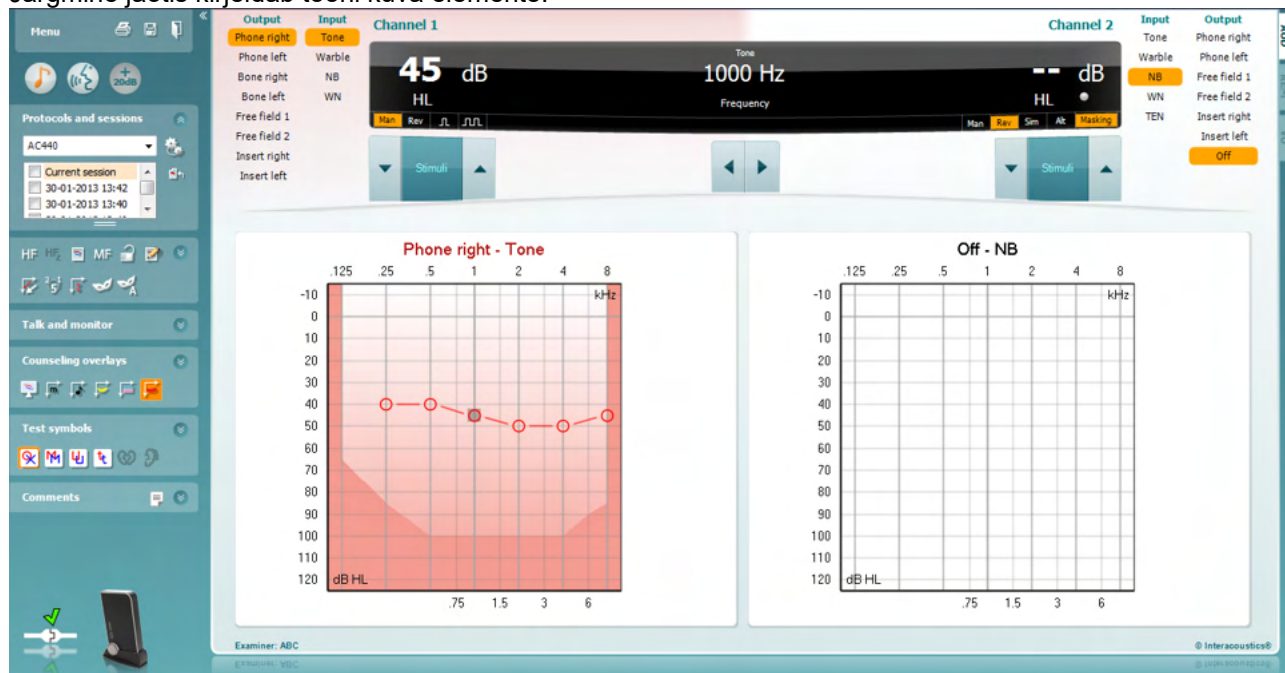 Järgmine jaotis kirjeldab tooni kuva elemente.
Menu
20dB
Protocols and sessions
AC440
Current session
30-01-2013 13:42
30-01-2013 13:40
HF HF2 MF
Talk and monitor
Counseling overlays
Test symbols
Comments
Output
Phone right
Phone left
Bone right
Bone left
Free field 1
Free field 2
Insert right
Insert left
Input
Tone
Warble
NB
WN
Channel 1
45 dB
HL
Man Rev
Tone
1000 Hz
Frequency
Channel 2
-- dB
HL
Man Rev Sim Alt Masking
Stimuli
Stimuli
Input
Tone
Warble
NB
WN
TEN
Output
Phone right
Phone left
Free field 1
Free field 2
Insert right
Insert left
Off
Phone right - Tone
.125 .25 .5 1 2 4 8
kHz
-10
0
10
20
30
40
50
60
70
80
90
100
110
120
dB HL
.75 1.5 3 6
Off - NB
.125 .25 .5 1 2 4 8
kHz
-10
0
10
20
30
40
50
60
70
80
90
100
110
120
dB HL
.75 1.5 3 6
Examiner: ABC
© Interacoustics®